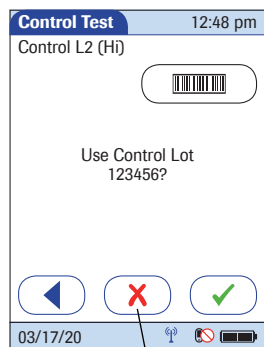 Control Test 12:48 pm
Control L2 (Hi)
Use Control Lot
123456?
03/17/20